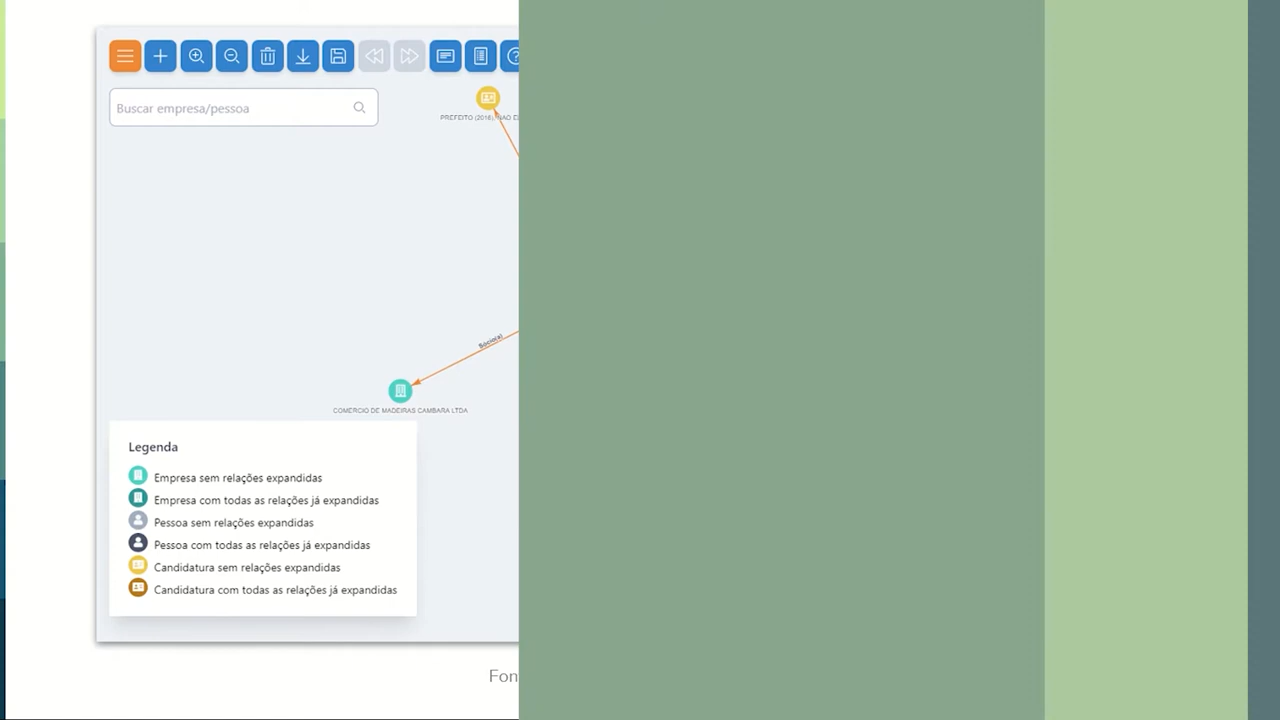 Buscar empresa/pessoa
PREFEITO (2016), NAO
Sócio(a)
COMERCIO DE MADEIRAS CAMBARA LTDA
Legenda
Empresa sem relações expandidas
Empresa com todas as relações já expandidas
Pessoa sem relações expandidas
Pessoa com todas as relações já expandidas
Candidatura sem relações expandidas
Candidatura com todas as relações já expandidas
Fon